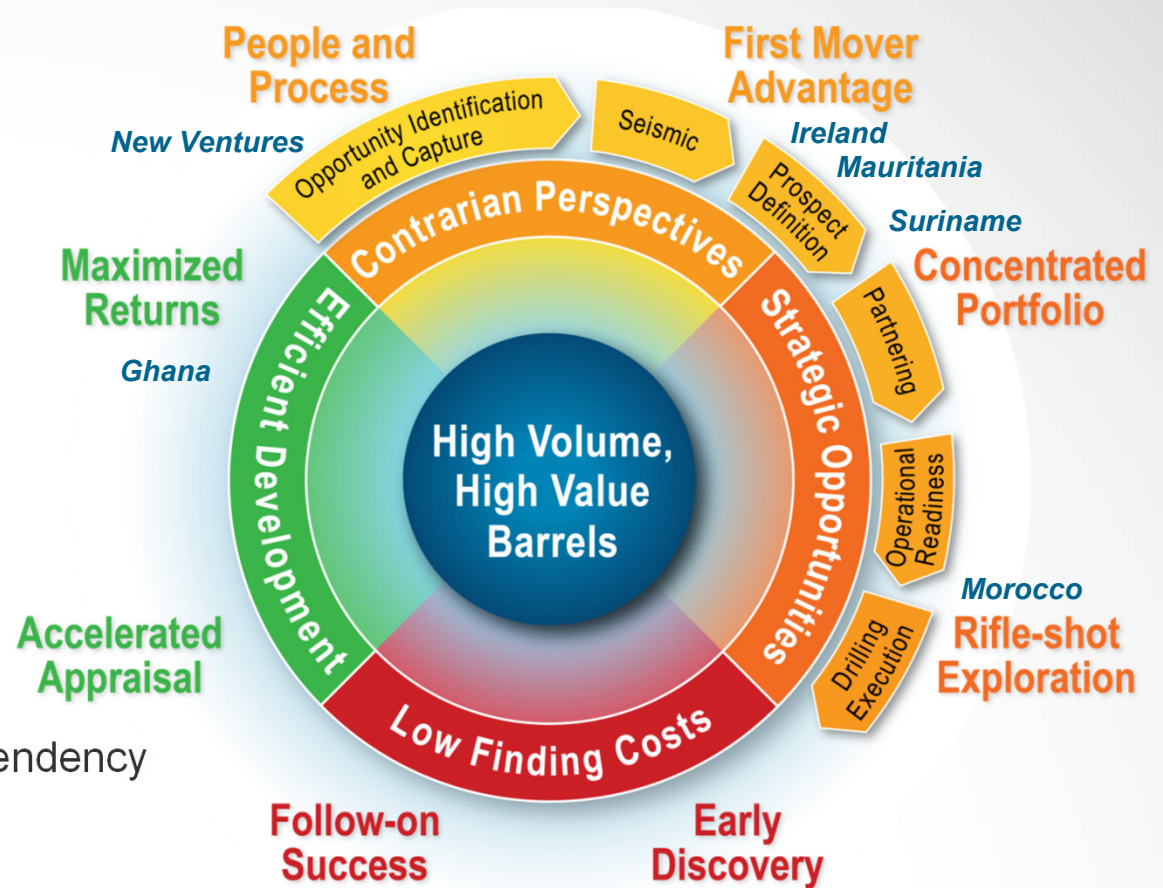 People and
Process
First Mover
Advantage
New Ventures
Opportunity Identification
and Capture
Seismic
Ireland
Mauritania
Prospect
Definition
Suriname
Contrarian Perspectives
Maximized
Returns
Concentrated
Portfolio
Partnering
Ghana
Efficient Development
Strategic Opportunities
High Volume,
High Value
Barrels
Operational
Readiness
Morocco
Drilling
Execution
Rifle-shot
Exploration
Accelerated
Appraisal
Low Finding Costs
endency
Follow-on
Success
Early
Discovery